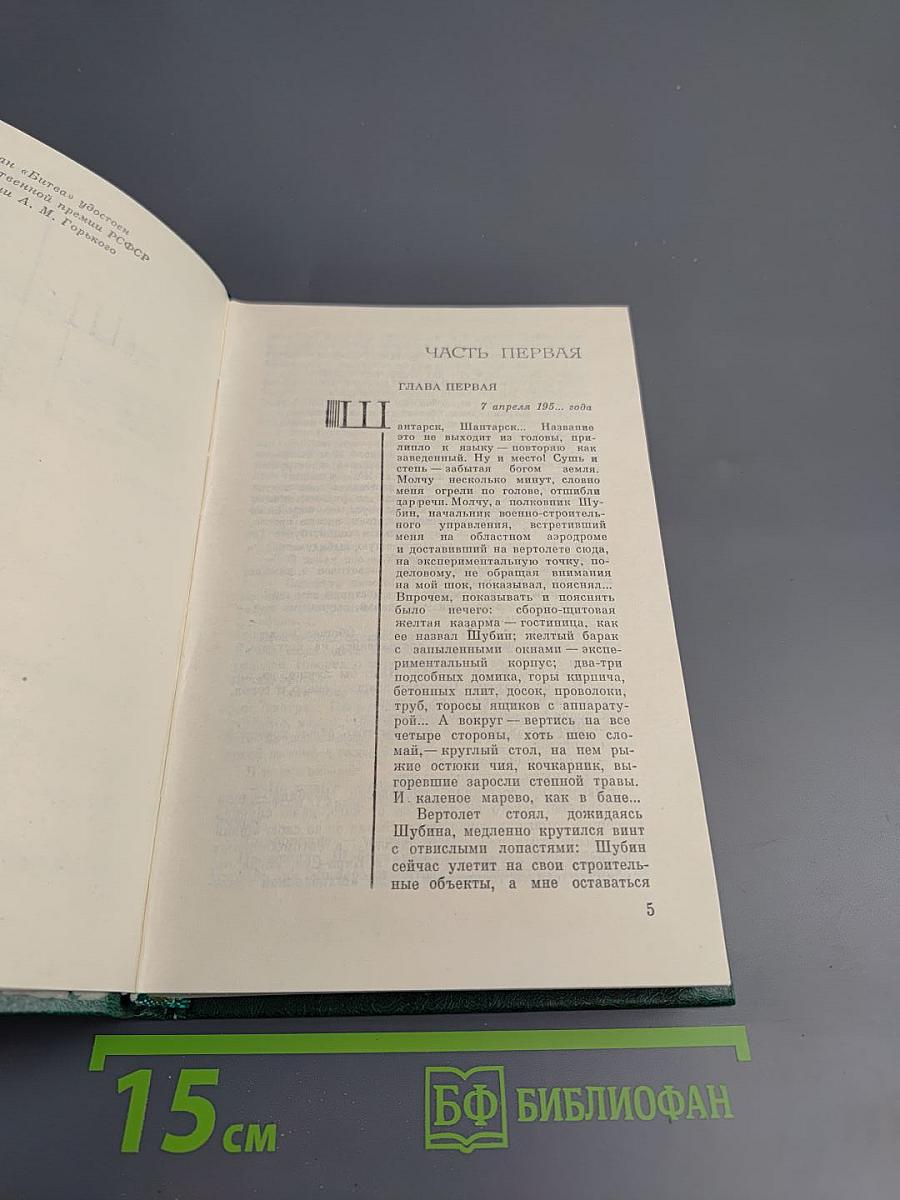 ан «Битва» удостоен
твенной премии РСФСР
ни А. М. Горького
ЧАСТЬ ПЕРВАЯ
ГЛАВА ПЕРВАЯ
7 апреля 195... года
Шантарск, Шантарск... Название
это не выходит из головы, при-
липло к языку — повторяю как
заведенный. Ну и место! Сушь и
степь — забытая богом земля.
Молчу несколько минут, словно
меня огрели по голове, отшибли
дар речи. Молчу, а полковник Шу-
бин, начальник военно-строитель-
ного управления, встретивший
меня на областном аэродроме
и доставивший на вертолете сюда,
на экспериментальную точку, по-
деловому, не обращая внимания
на мой шок, показывал, пояснял...
Впрочем, показывать и пояснять
было нечего: сборно-щитовая
желтая казарма — гостиница, как
ее назвал Шубин; желтый барак
с запыленными окнами — экспе-
риментальный корпус; два-три
подсобных домика, горы кирпича,
бетонных плит, досок, проволоки,
труб, торосы ящиков с аппарату-
рой... А вокруг — вертись на все
четыре стороны, хоть шею сло-
май,— круглый стол, на нем ры-
жие остюки чия, кочкарник, вы-
горевшие заросли степной травы.
И каленое марево, как в бане...
Вертолет стоял, дожидаясь
Шубина, медленно крутился винт
с отвислыми лопастями: Шубин
сейчас улетит на свои строитель-
ные объекты, а мне оставаться
5
15 см
БФ БИБЛИОФАН